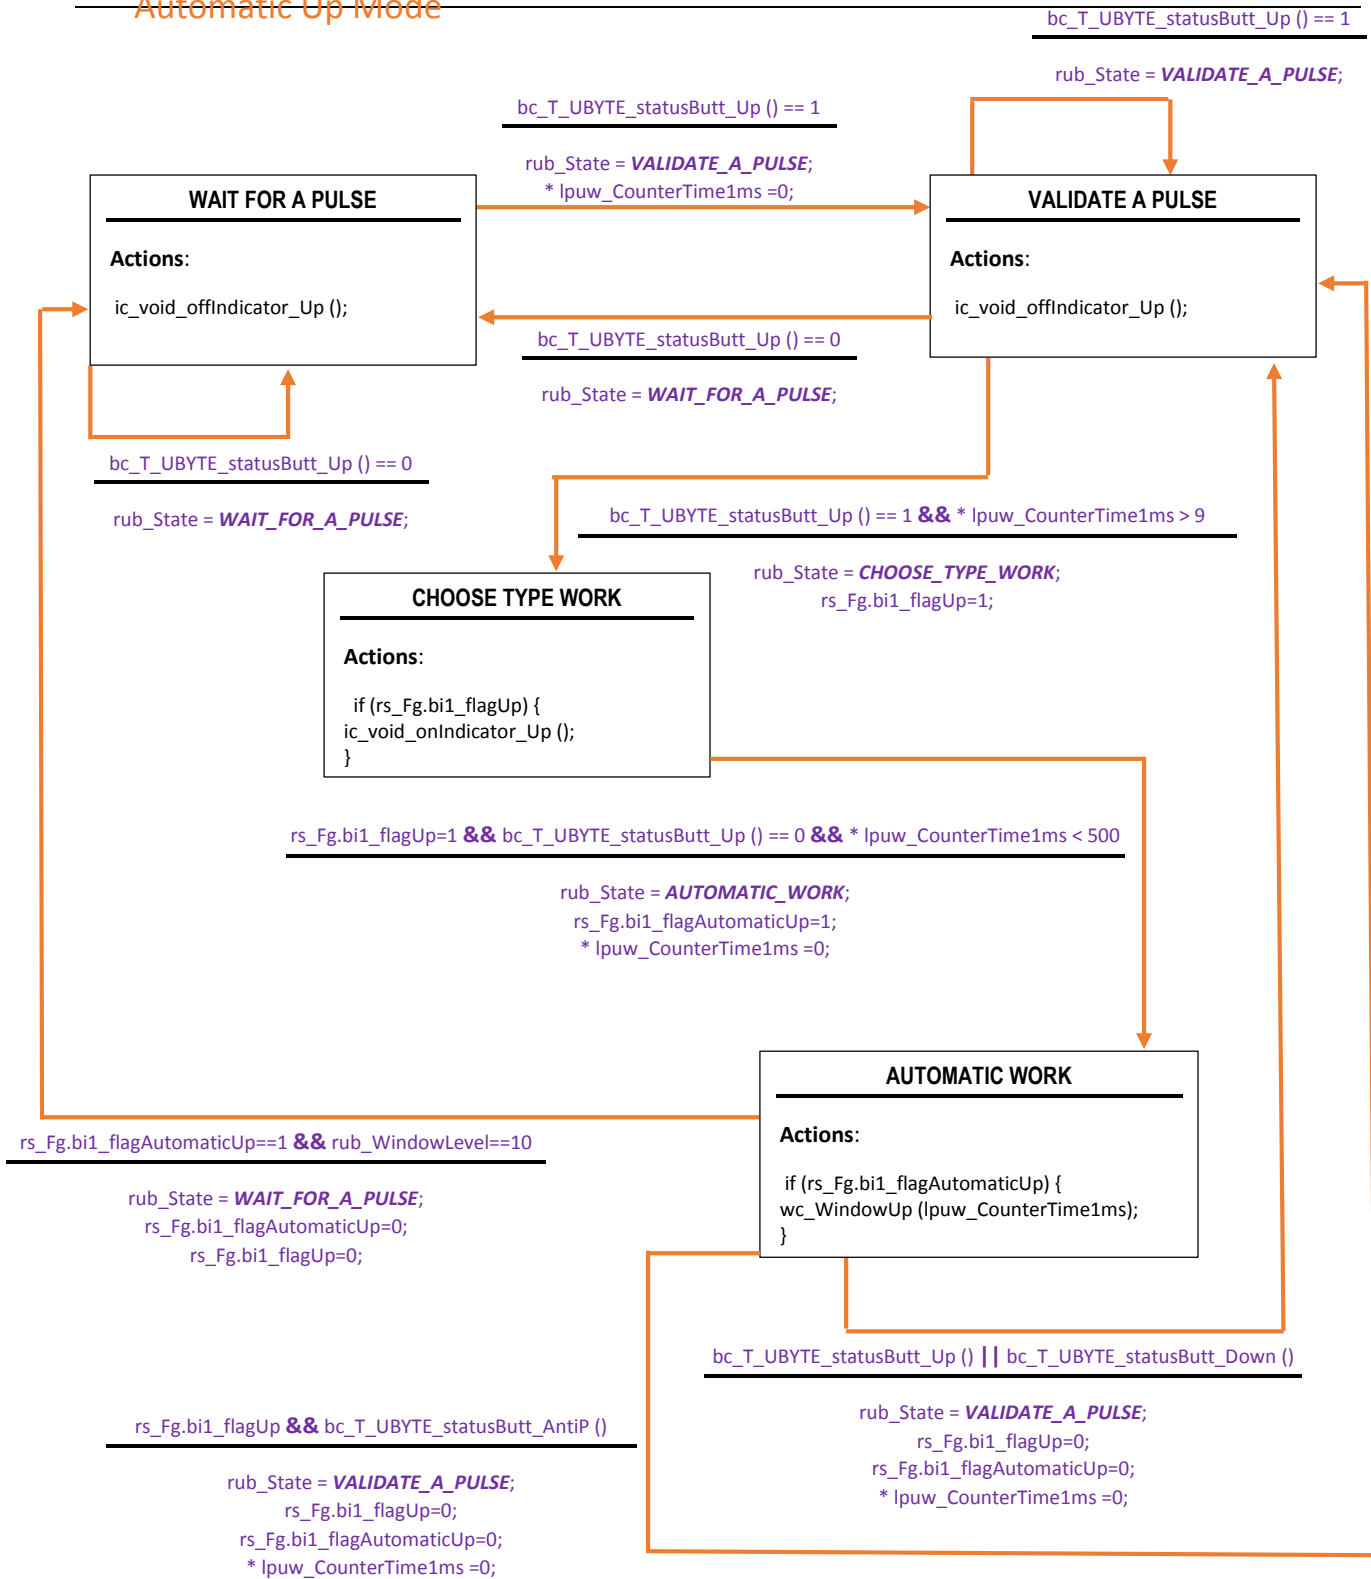 Automatic Up Mode
bc_T_UBYTE_statusButt_Up () == 1
rub_State = VALIDATE_A_PULSE;
bc_T_UBYTE_statusButt_Up () == 1
rub_State = VALIDATE_A_PULSE;
* lpuw_CounterTime1ms =0;
WAIT FOR A PULSE
Actions:
ic_void_offIndicator_Up ();
VALIDATE A PULSE
Actions:
ic_void_offIndicator_Up ();
bc_T_UBYTE_statusButt_Up () == 0
rub_State = WAIT_FOR_A_PULSE;
bc_T_UBYTE_statusButt_Up () == 0
rub_State = WAIT_FOR_A_PULSE;
bc_T_UBYTE_statusButt_Up () == 1 && * lpuw_CounterTime1ms > 9
rub_State = CHOOSE_TYPE_WORK;
rs_Fg.bi1_flagUp=1;
CHOOSE TYPE WORK
Actions:
if (rs_Fg.bi1_flagUp) {
ic_void_onIndicator_Up ();
}
rs_Fg.bi1_flagUp=1 && bc_T_UBYTE_statusButt_Up () == 0 && * lpuw_CounterTime1ms < 500
rub_State = AUTOMATIC_WORK;
rs_Fg.bi1_flagAutomaticUp=1;
* lpuw_CounterTime1ms =0;
AUTOMATIC WORK
Actions:
if (rs_Fg.bi1_flagAutomaticUp) {
wc_WindowUp (lpuw_CounterTime1ms);
}
rs_Fg.bi1_flagAutomaticUp==1 && rub_WindowLevel==10
rub_State = WAIT_FOR_A_PULSE;
rs_Fg.bi1_flagAutomaticUp=0;
rs_Fg.bi1_flagUp=0;
bc_T_UBYTE_statusButt_Up () || bc_T_UBYTE_statusButt_Down ()
rub_State = VALIDATE_A_PULSE;
rs_Fg.bi1_flagUp=0;
rs_Fg.bi1_flagAutomaticUp=0;
* lpuw_CounterTime1ms =0;
rs_Fg.bi1_flagUp && bc_T_UBYTE_statusButt_AntiP ()
rub_State = VALIDATE_A_PULSE;
rs_Fg.bi1_flagUp=0;
rs_Fg.bi1_flagAutomaticUp=0;
* lpuw_CounterTime1ms =0;